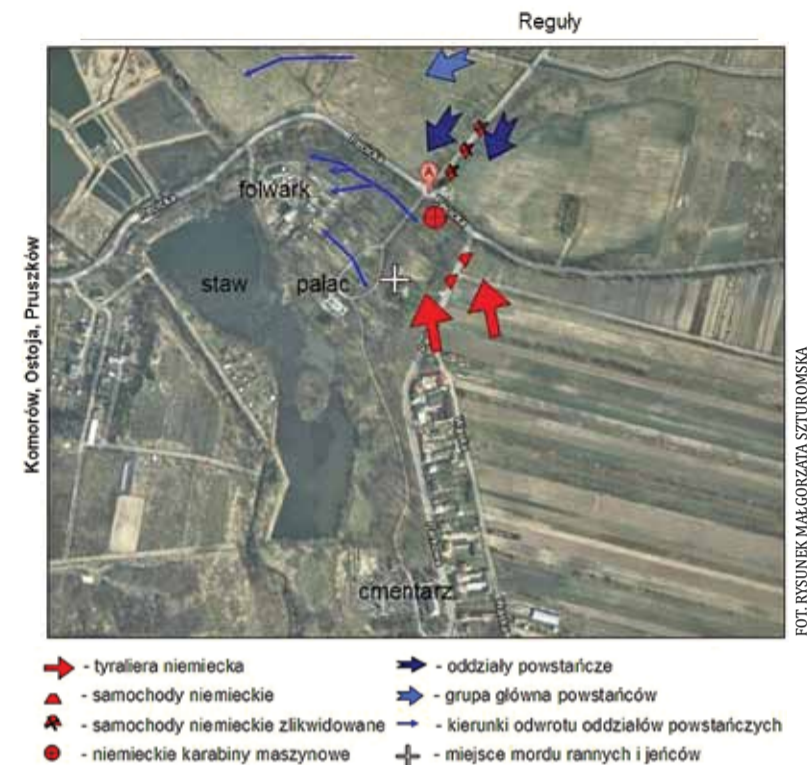 Reguły
folwark
staw
pałac
A
cmentarz
Komorów, Ostoja, Pruszków
FOT. RYSUNEK MAŁGORZATA SZTUROMSKA
- tyraliera niemiecka
- samochody niemieckie
- samochody niemieckie zlikwidowane
- niemieckie karabiny maszynowe
- oddziały powstańcze
- grupa główna powstańców
- kierunki odwrotu oddziałów powstańczych
- miejsce mordu rannych i jeńców